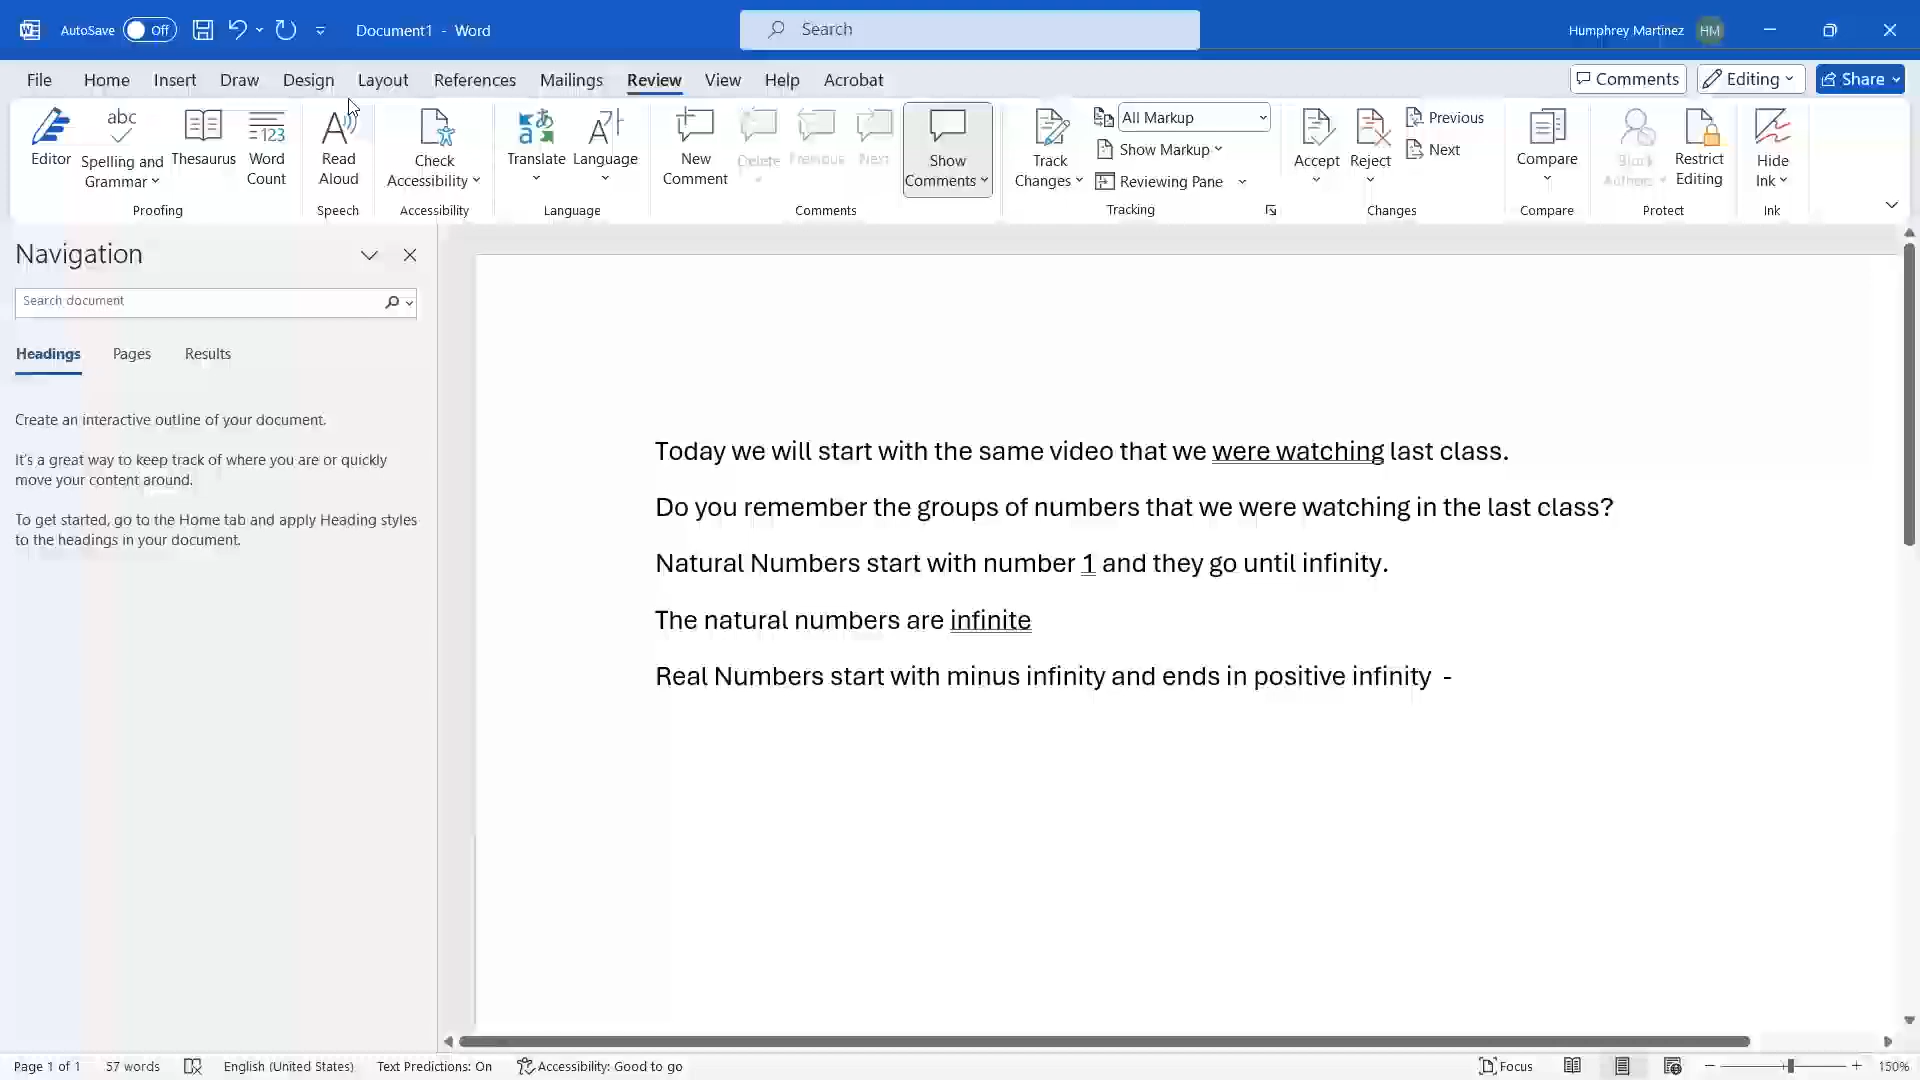 AutoSave Off Document1 - Word Search Humphrey Martinez HM
File Home Insert Draw Design Layout References Mailings Review View Help Acrobat Comments Editing Share
Editor
Spelling and Grammar
Thesaurus
Word Count
Proofing
Read Aloud
Speech
Check Accessibility
Accessibility
Translate
Language
Language
New Comment
Delete
Previous
Next
Show Comments
Comments
Track Changes
All Markup
Show Markup
Reviewing Pane
Tracking
Accept
Reject
Previous
Next
Changes
Compare
Compare
Block Authors
Restrict Editing
Protect
Hide Ink
Ink
Navigation
Search document
Headings Pages Results
Create an interactive outline of your document.
It's a great way to keep track of where you are or quickly
move your content around.
To get started, go to the Home tab and apply Heading styles
to the headings in your document.
Today we will start with the same video that we were watching last class.
Do you remember the groups of numbers that we were watching in the last class?
Natural Numbers start with number 1 and they go until infinity.
The natural numbers are infinite
Real Numbers start with minus infinity and ends in positive infinity -
Page 1 of 1 57 words English (United States) Text Predictions: On Accessibility: Good to go Focus 150%